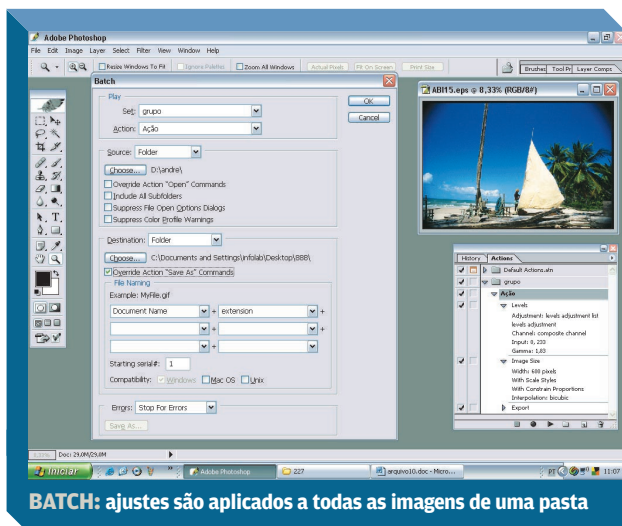 Adobe Photoshop
File Edit Image Layer Select Filter View Window Help
Resize Windows To Fit Ignore Palettes Zoom All Windows Actual Pixels Fit On Screen Print Size
Brushes Tool Pr Layer Comps
Batch
Play
Set: grupo
Action: Ação
OK
Cancel
Source: Folder
Choose... D:\andre\
Override Action "Open" Commands
Include All Subfolders
Suppress File Open Options Dialogs
Suppress Color Profile Warnings
Destination: Folder
Choose... C:\Documents and Settings\infolab\Desktop\888\
Override Action "Save As" Commands
File Naming
Example: MyFile.gif
Document Name + extension +
+ +
+
Starting serial#: 1
Compatibility: Windows Mac OS Unix
Errors: Stop For Errors
Save As...
ABI15.eps @ 8,33% (RGB/8#)
History Actions
Default Actions.atn
grupo
Ação
Levels
Adjustment: levels adjustment list
levels adjustment
Channel: composite channel
Input: 0, 233
Gamma: 1,03
Image Size
Width: 600 pixels
With Scale Styles
With Constrain Proportions
Interpolation: bicubic
Export
8,33% Doc: 29,0M/29,0M
Iniciar Adobe Photoshop 227 arquivo10.doc - Micro... PT 11:07
BATCH: ajustes são aplicados a todas as imagens de uma pasta